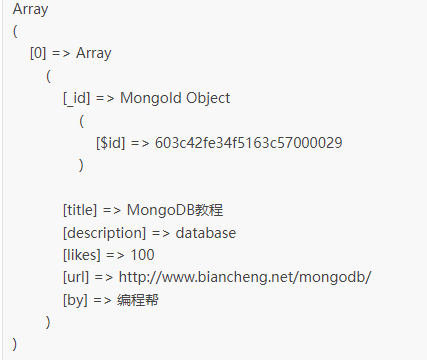 Array
(
[0] => Array
(
[_id] => MongoId Object
(
[$id] => 603c42fe34f5163c57000029
)
[title] => MongoDB教程
[description] => database
[likes] => 100
[url] => http://www.biancheng.net/mongodb/
[by] => 编程帮
)
)